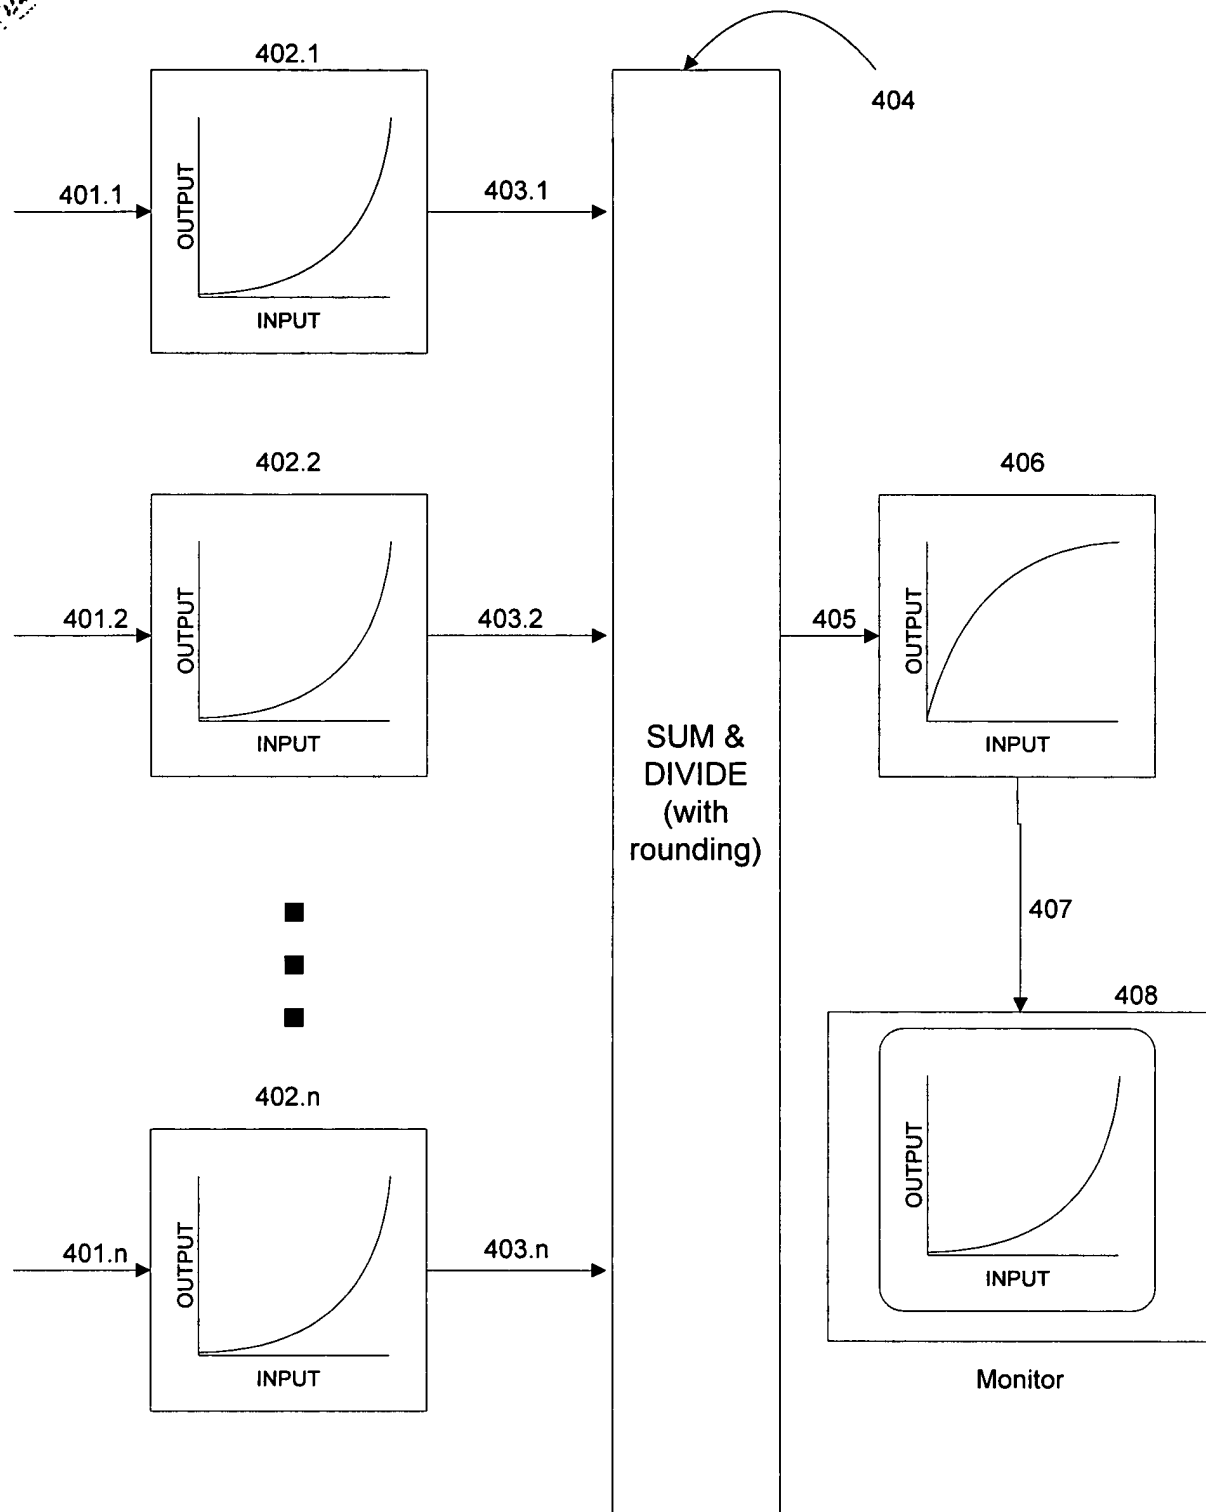 402.1
404
401.1
OUTPUT
403.1
INPUT
402.2
406
401.2
OUTPUT
403.2
405
OUTPUT
INPUT
SUM &
DIVIDE
(with
rounding)
INPUT
407
408
402.n
OUTPUT
INPUT
401.n
OUTPUT
403.n
INPUT
Monitor